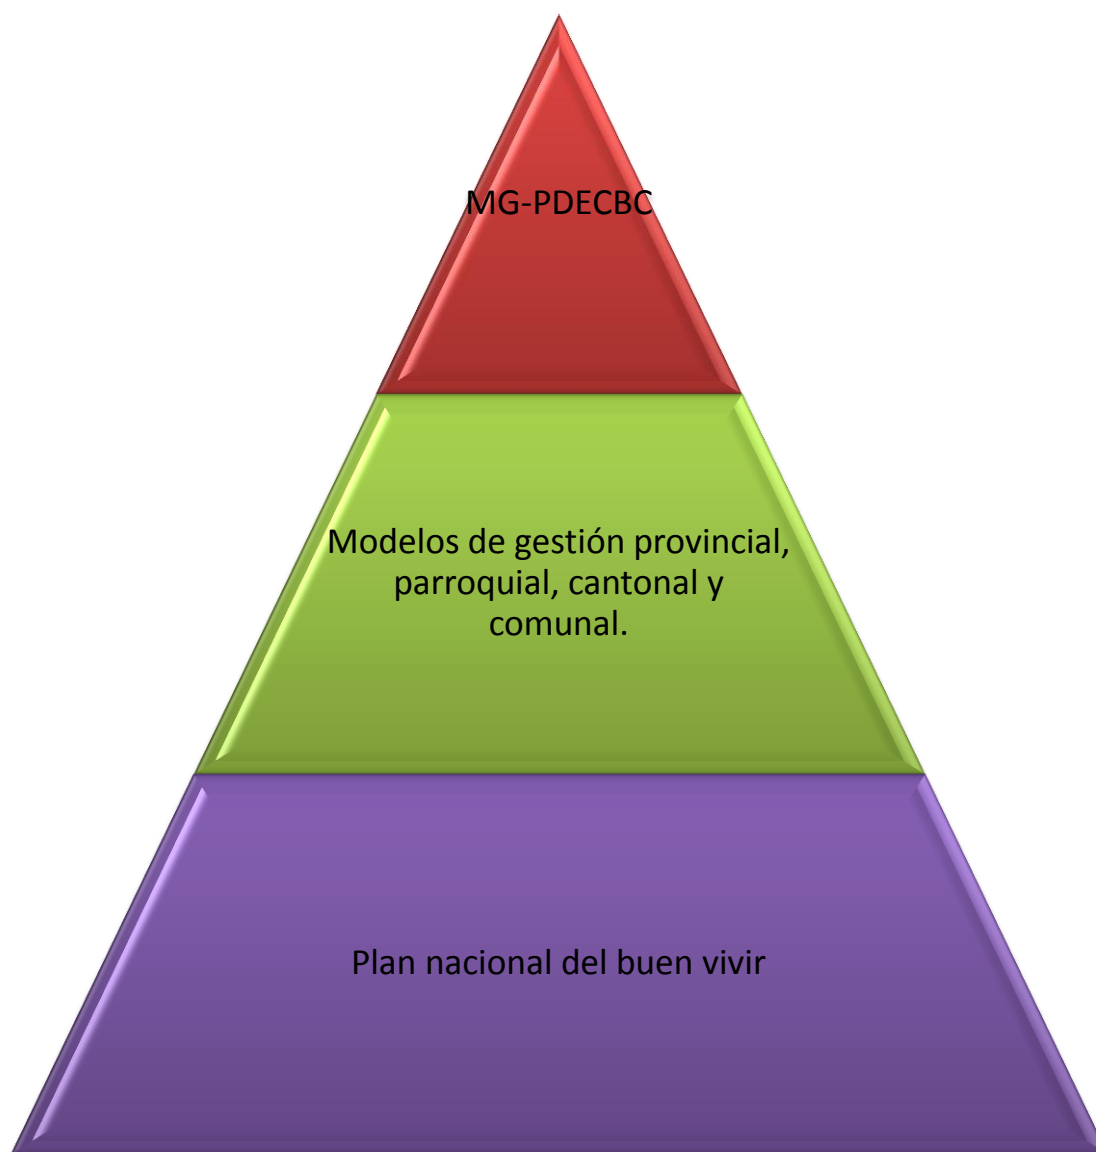 MG-PDECBC
Modelos de gestión provincial,
parroquial, cantonal y
comunal.
Plan nacional del buen vivir